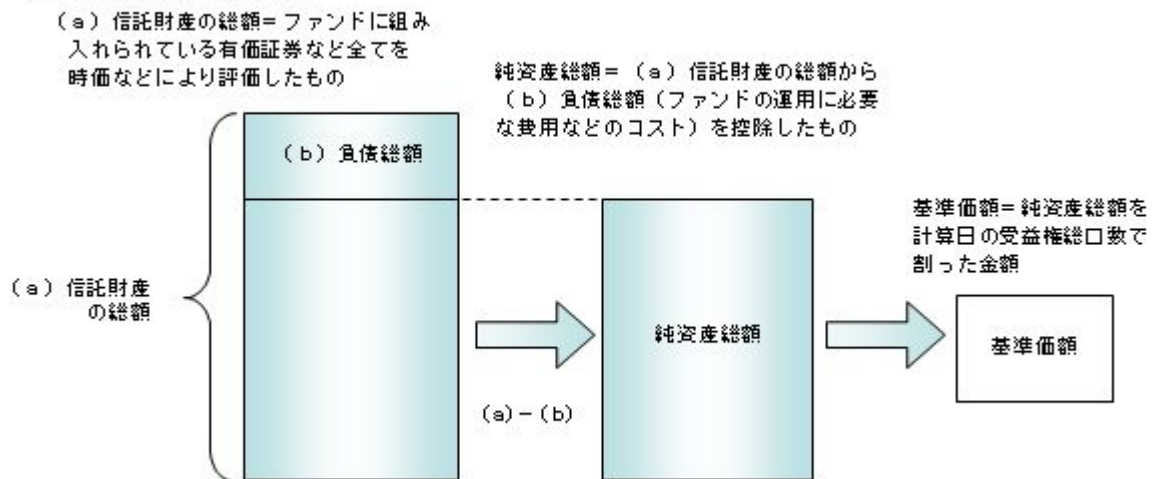 （a）信託財産の総額＝ファンドに組み
入れられている有価証券など全てを
時価などにより評価したもの
純資産総額＝（a）信託財産の総額から
（b）負債総額（ファンドの運用に必要
な費用などのコスト）を控除したもの
（b）負債総額
基準価額＝純資産総額を
計算日の受益権総口数で
割った金額
（a）信託財産
の総額
純資産総額
基準価額
（a）－（b）